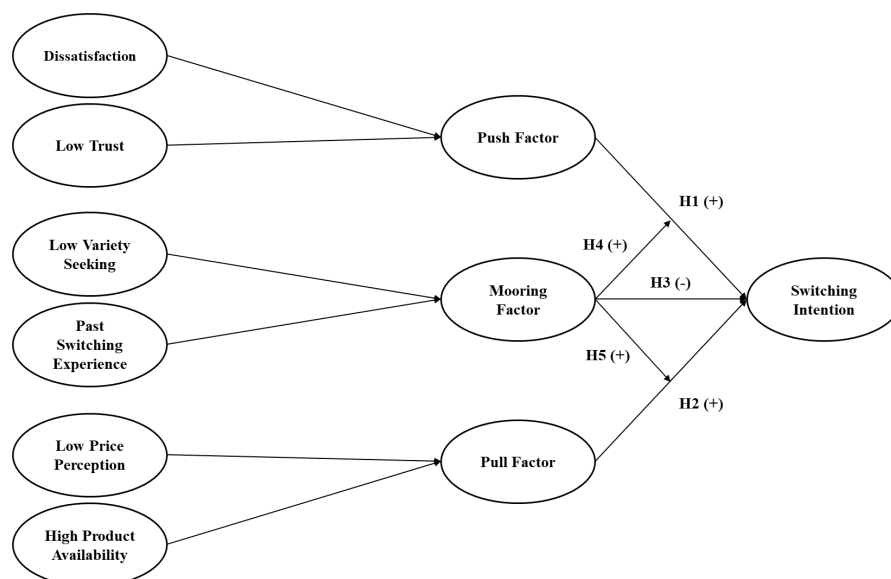 Dissatisfaction
Low Trust
Push Factor
H1 (+)
Low Variety
Seeking
H4 (+)
Mooring
Factor
H3 (-)
Switching
Intention
Past
Switching
Experience
H5 (+)
H2 (+)
Low Price
Perception
Pull Factor
High Product
Availability